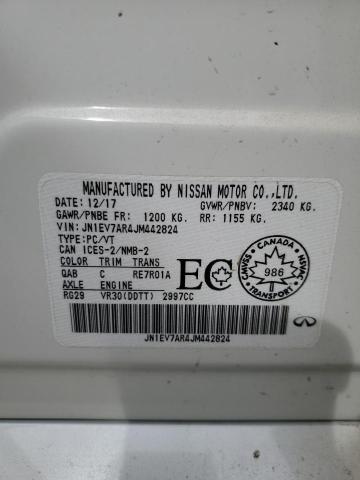 MANUFACTURED BY NISSAN MOTOR CO.,LTD.
DATE: 12/17 GVWR/PNBV: 2340 KG.
GAWR/PNBE FR: 1200 KG. RR: 1155 KG.
VIN: JN1EV7AR4JM442824
TYPE:PC/VT
CAN ICES-2/NMB-2
COLOR TRIM TRANS
QAB C RE7R01A
AXLE ENGINE
RG29 VR30(DDTT) 2997CC
EC
CMVSS
NSVAC
986
TRANSPORT
JN1EV7AR4JM442824